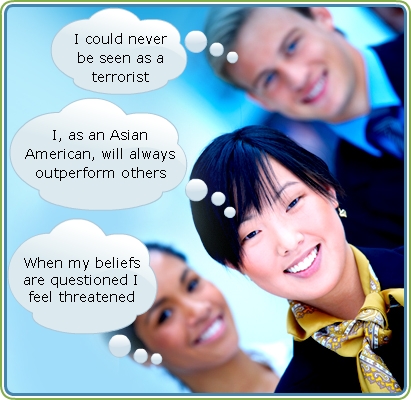 I could never
be seen as a
terrorist
I, as an Asian
American, will always
outperform others
When my beliefs
are questioned I
feel threatened